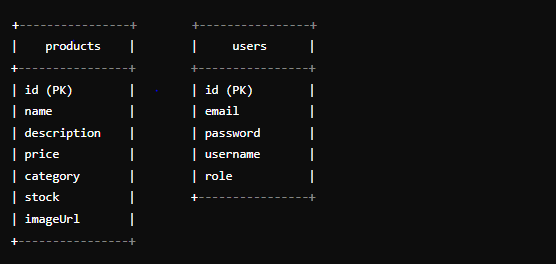 +----------------+ +----------------+
| products | | users |
+----------------+ +----------------+
| id (PK) | | id (PK) |
| name | | email |
| description | | password |
| price | | username |
| category | | role |
| stock | +----------------+
| imageUrl |
+----------------+